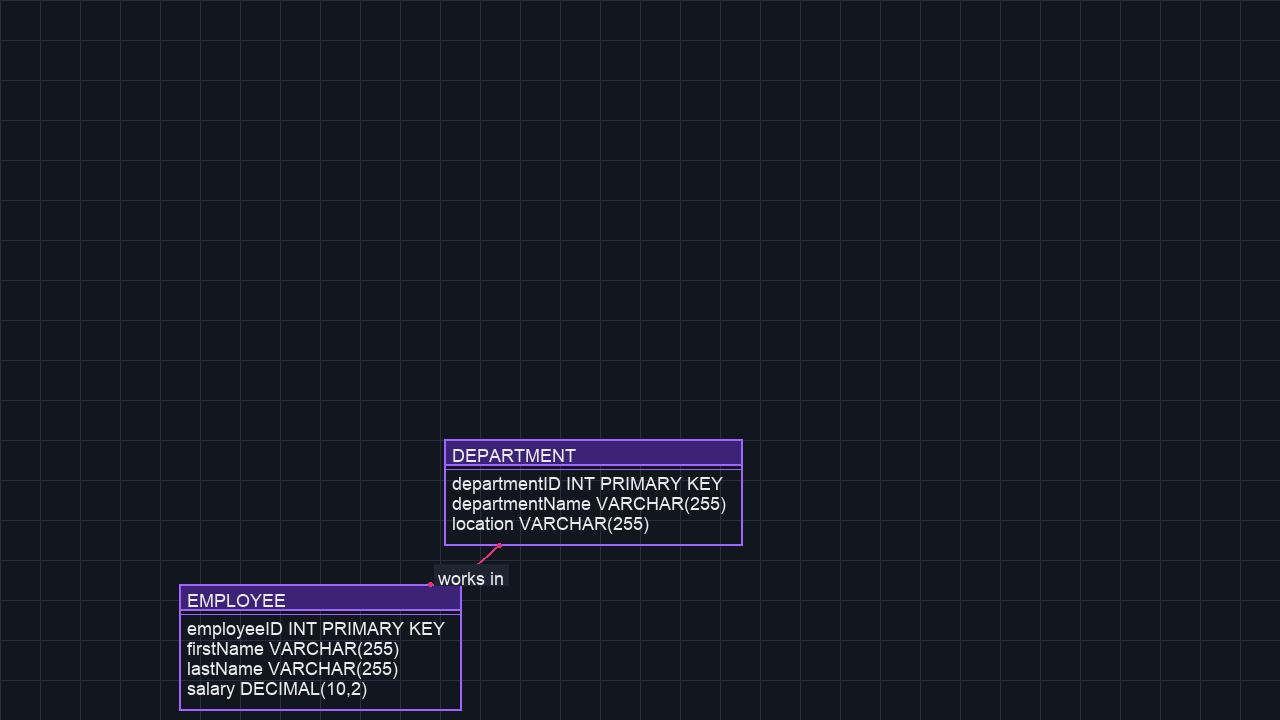 DEPARTMENT
departmentID INT PRIMARY KEY
departmentName VARCHAR(255)
location VARCHAR(255)
works in
EMPLOYEE
employeeID INT PRIMARY KEY
firstName VARCHAR(255)
lastName VARCHAR(255)
salary DECIMAL(10,2)